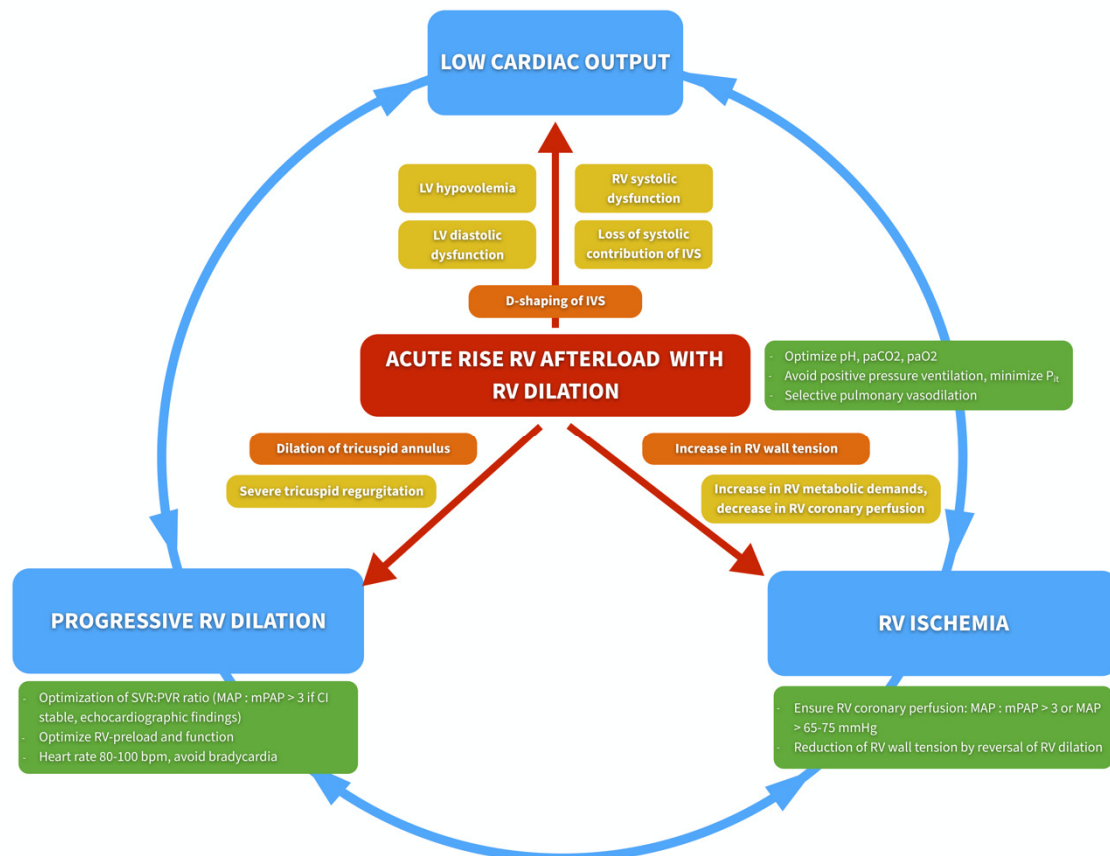 LOW CARDIAC OUTPUT
LV hypovolemia
RV systolic
dysfunction
LV diastolic
dysfunction
Loss of systolic
contribution of IVS
D-shaping of IVS
ACUTE RISE RV AFTERLOAD WITH
RV DILATION
- Optimize pH, paCO2, paO2
- Avoid positive pressure ventilation, minimize Pit
- Selective pulmonary vasodilation
Dilation of tricuspid annulus
Severe tricuspid regurgitation
Increase in RV wall tension
Increase in RV metabolic demands,
decrease in RV coronary perfusion
PROGRESSIVE RV DILATION
- Optimization of SVR:PVR ratio (MAP : mPAP > 3 if CI
stable, echocardiographic findings)
- Optimize RV-preload and function
- Heart rate 80-100 bpm, avoid bradycardia
RV ISCHEMIA
- Ensure RV coronary perfusion: MAP : mPAP > 3 or MAP
> 65-75 mmHg
- Reduction of RV wall tension by reversal of RV dilation